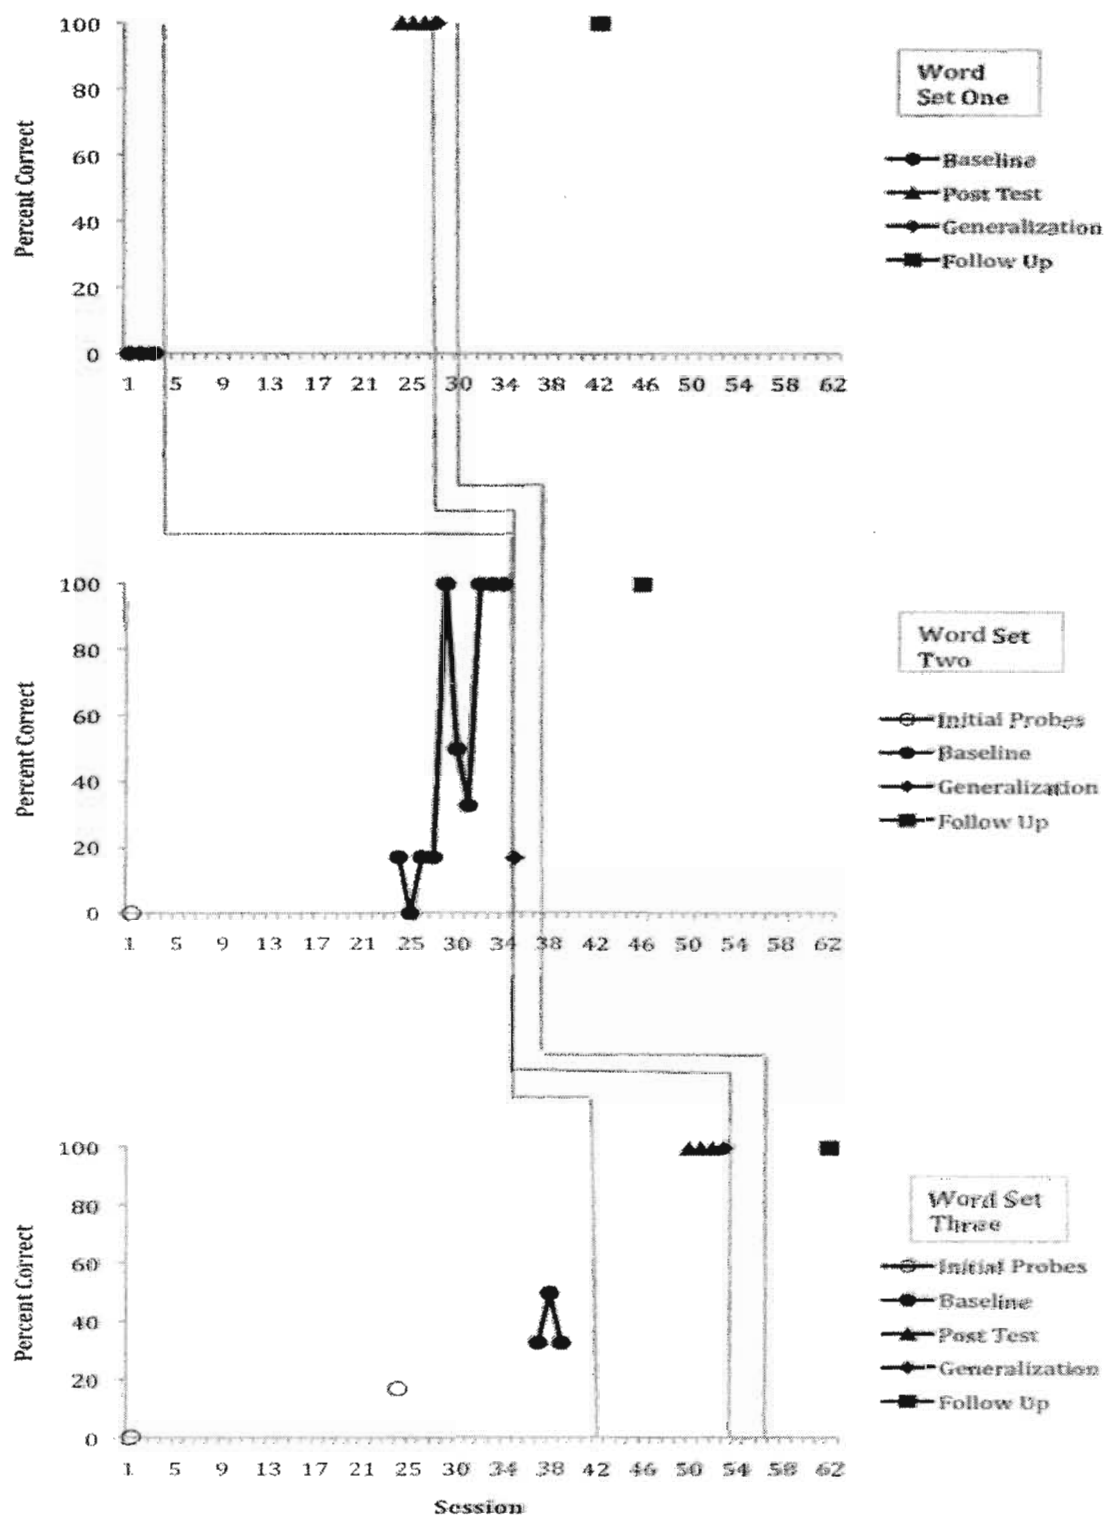 100
80
60
40
20
0
Percent Correct
1 5 9 13 17 21 25 30 34 38 42 46 50 54 58 62
Word
Set One
Baseline
Post Test
Generalization
Follow Up
100
80
60
40
20
0
Percent Correct
1 5 9 13 17 21 25 30 34 38 42 46 50 54 58 62
Word Set
Two
Initial Probes
Baseline
Generalization
Follow Up
100
80
60
40
20
0
Percent Correct
1 5 9 13 17 21 25 30 34 38 42 46 50 54 58 62
Session
Word Set
Three
Initial Probes
Baseline
Post Test
Generalization
Follow Up